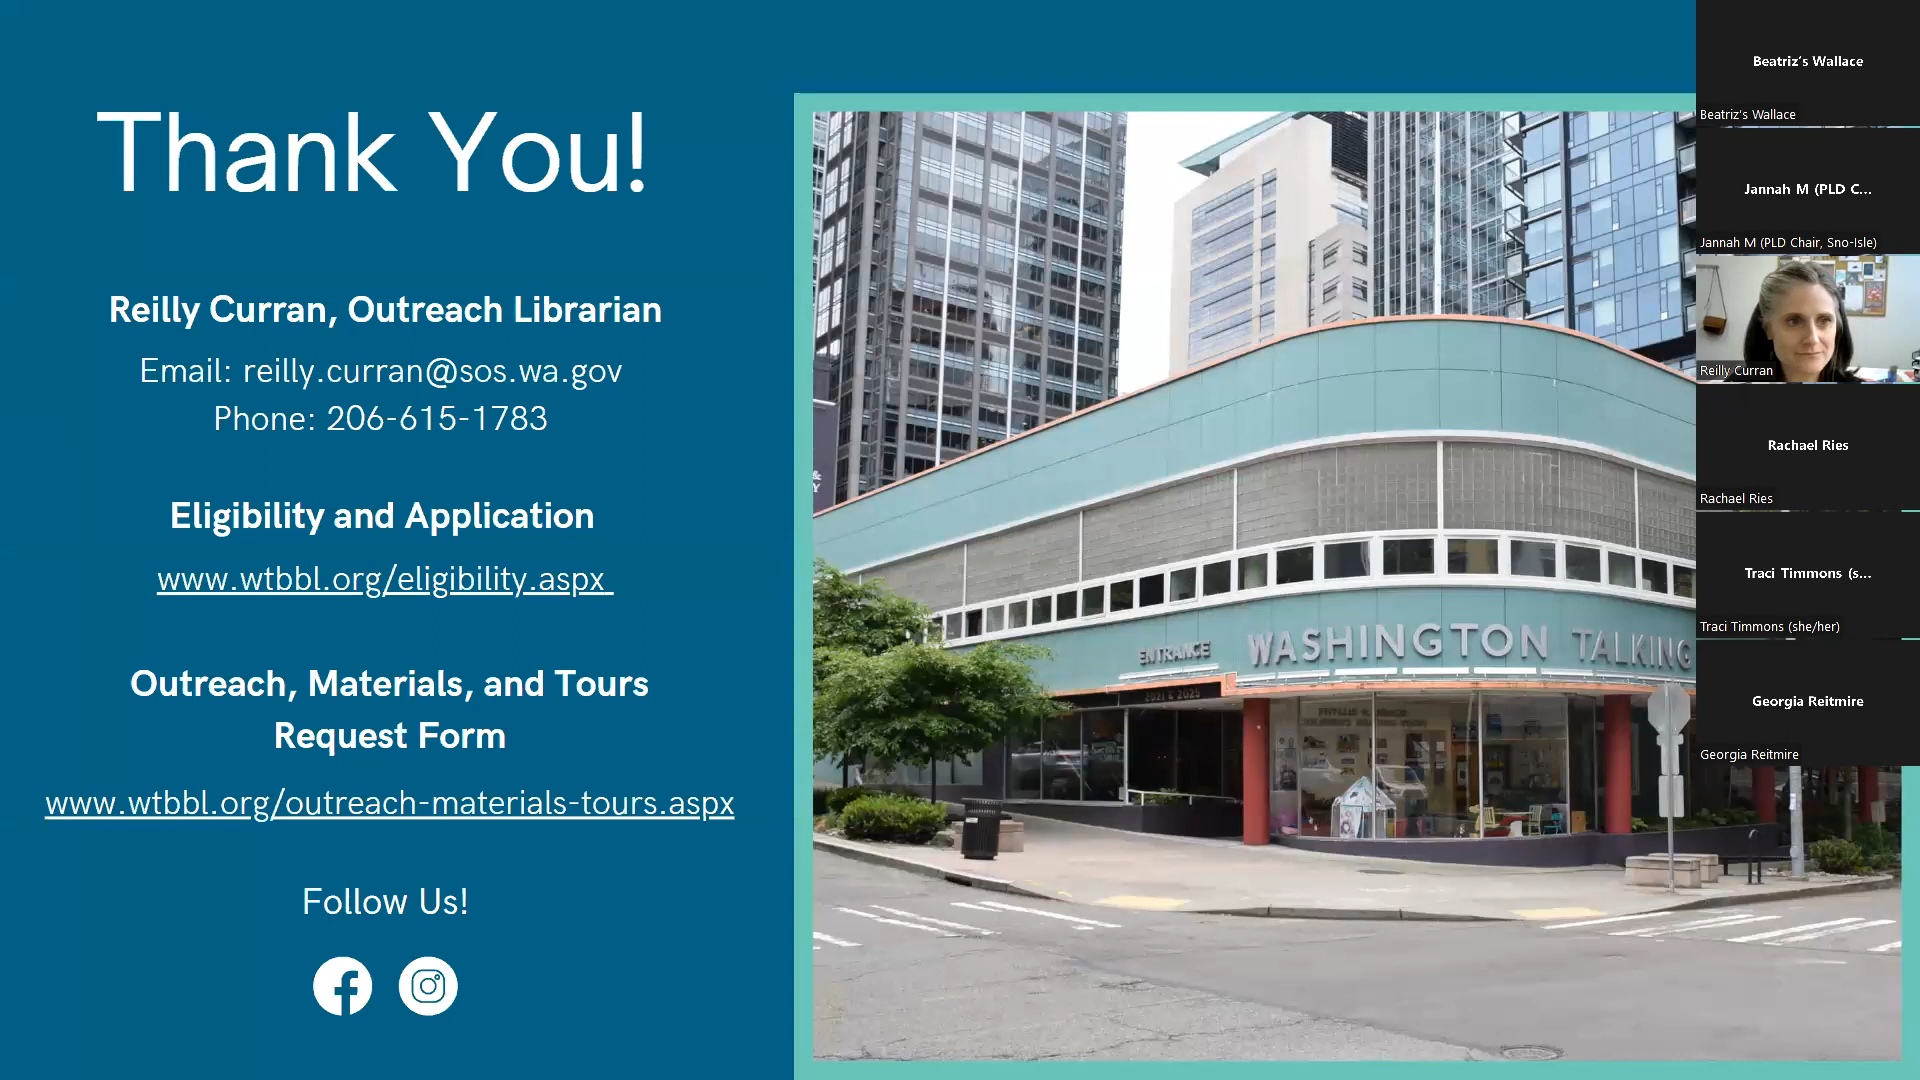 Thank You!
Reilly Curran, Outreach Librarian
Email: reilly.curran@sos.wa.gov
Phone: 206-615-1783
Eligibility and Application
www.wtbbl.org/eligibility.aspx
Outreach, Materials, and Tours
Request Form
www.wtbbl.org/outreach-materials-tours.aspx
Follow Us!
&
Y
ENTRANCE
WASHINGTON TALKING
2021 & 2025
Beatriz's Wallace
Beatriz's Wallace
Jannah M (PLD C...
Jannah M (PLD Chair, Sno-Isle)
Reilly Curran
Rachael Ries
Rachael Ries
Traci Timmons (s...
Traci Timmons (she/her)
Georgia Reitmire
Georgia Reitmire